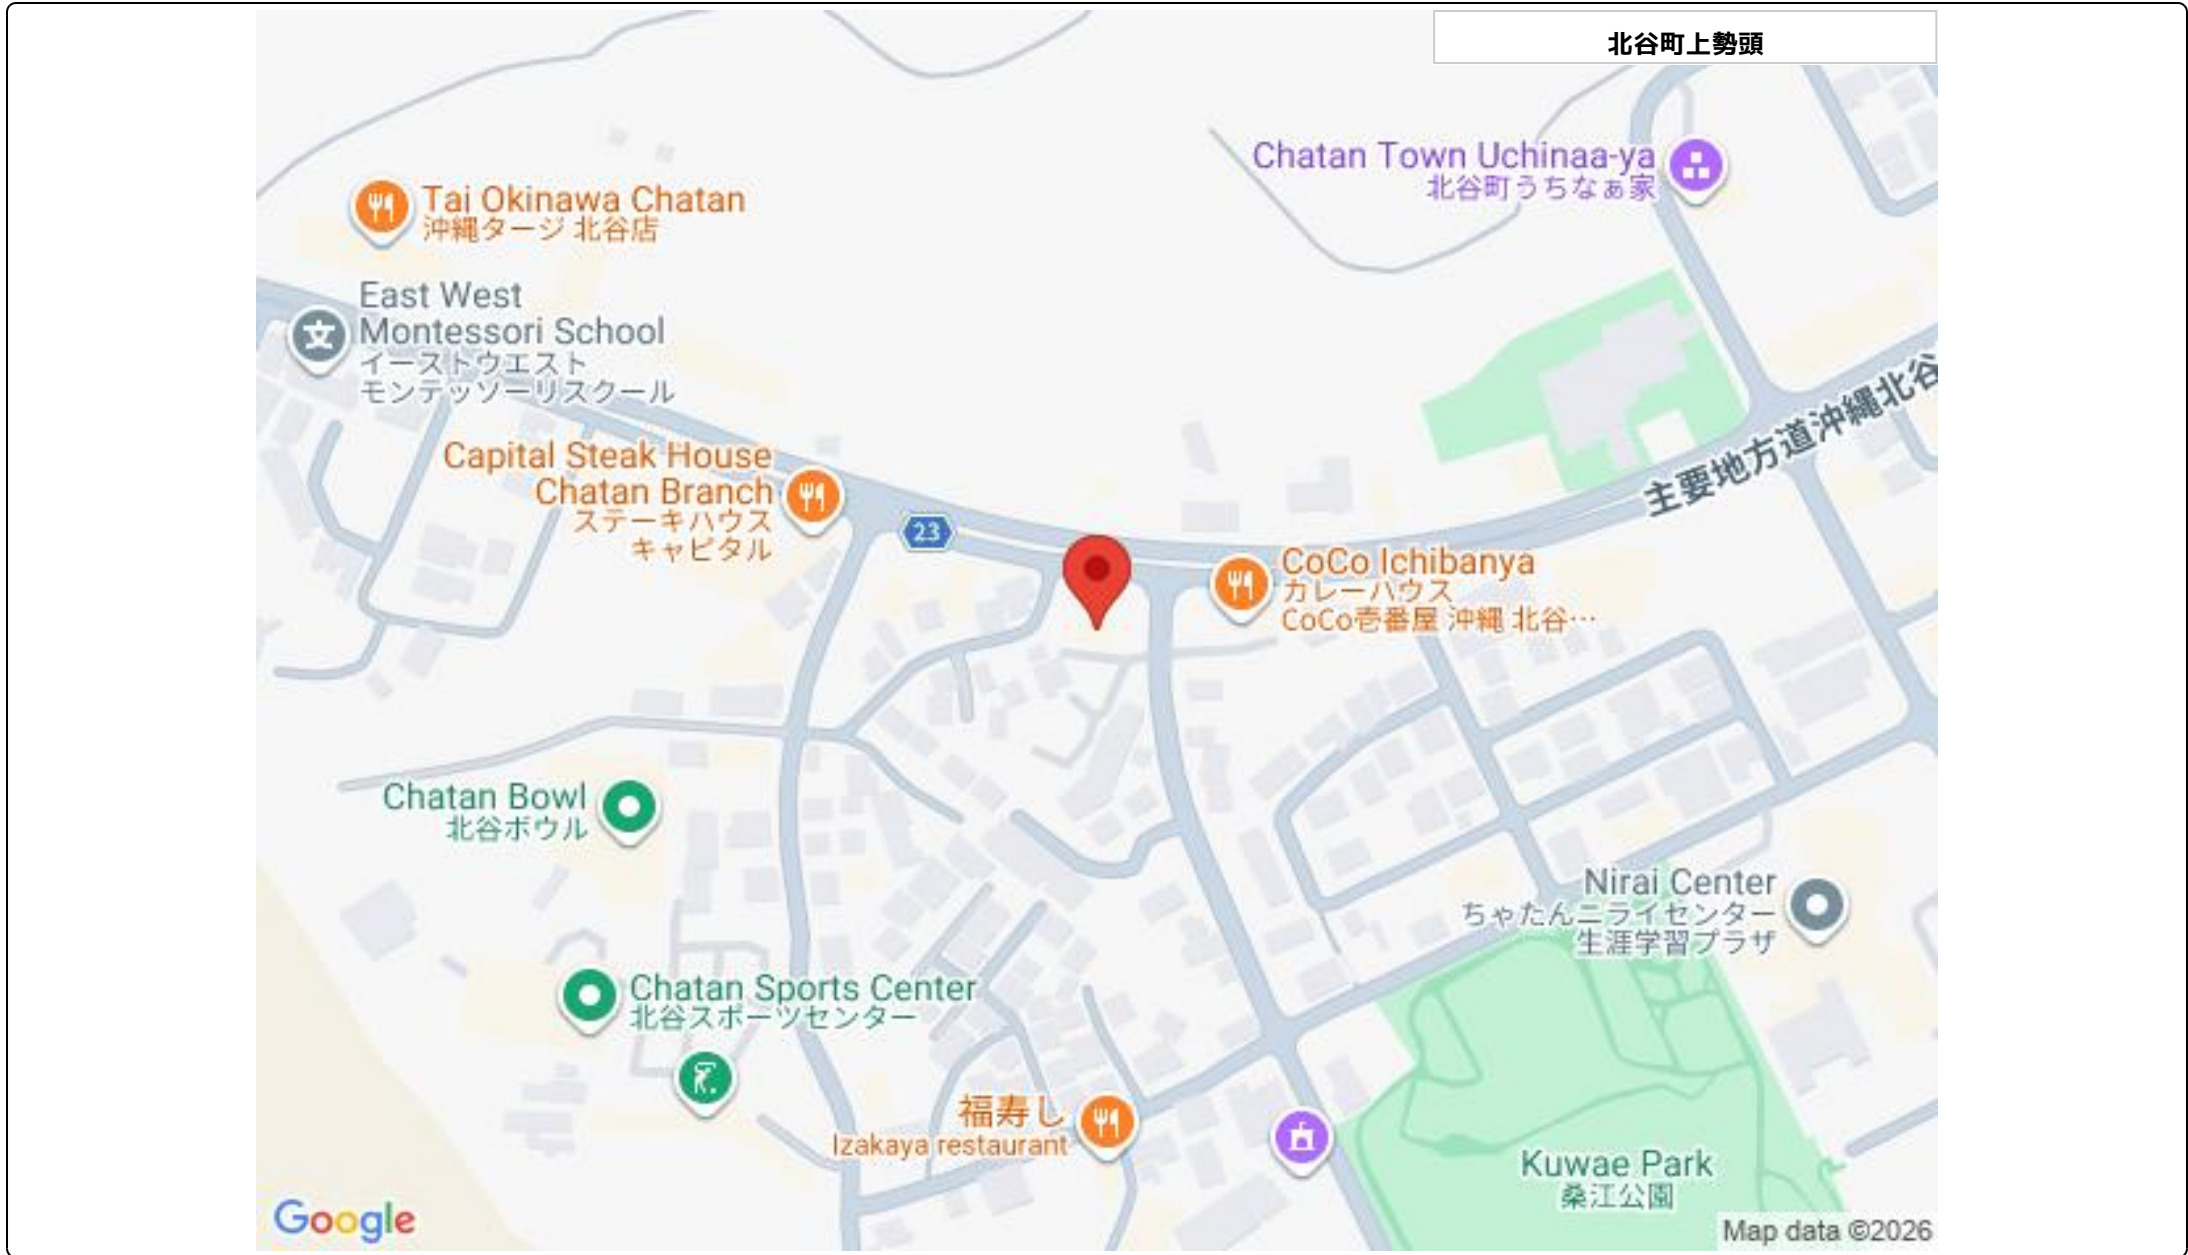 北谷町上勢頭
Chatan Town Uchinaa-ya
北谷町うちなぁ家
Tai Okinawa Chatan
沖縄タージ 北谷店
East West
Montessori School
イーストウエスト
モンテッソーリスクール
主要地方道沖縄北谷
Capital Steak House
Chatan Branch
ステーキハウス
キャピタル
23
CoCo Ichibanya
カレーハウス
CoCo壱番屋 沖縄 北谷…
Chatan Bowl
北谷ボウル
Nirai Center
ちゃたんニライセンター
生涯学習プラザ
Chatan Sports Center
北谷スポーツセンター
福寿し
Izakaya restaurant
Kuwae Park
桑江公園
Google
Map data ©2026